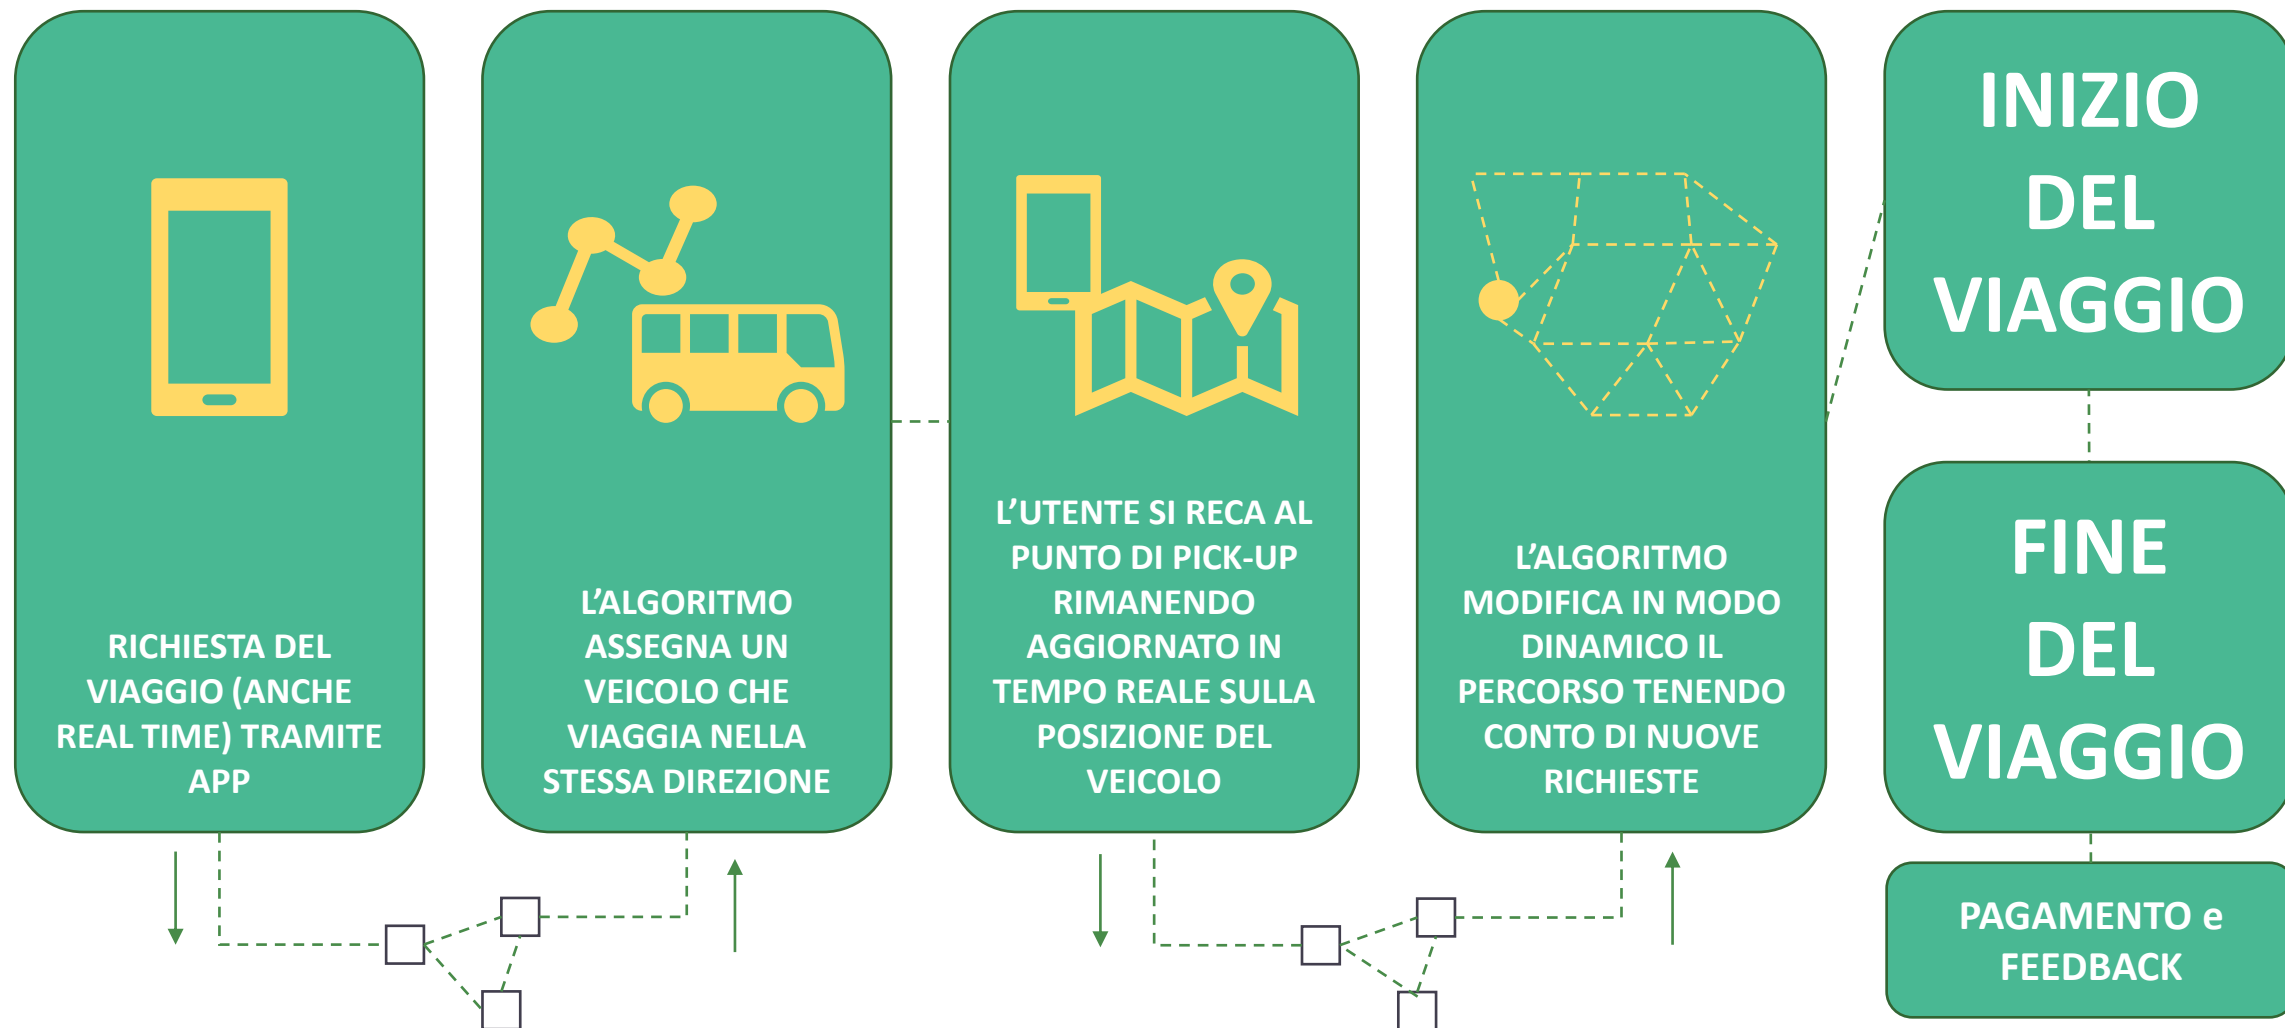 RICHIESTA DEL
VIAGGIO (ANCHE
REAL TIME) TRAMITE
APP
L’ALGORITMO
ASSEGNA UN
VEICOLO CHE
VIAGGIA NELLA
STESSA DIREZIONE
L’UTENTE SI RECA AL
PUNTO DI PICK-UP
RIMANENDO
AGGIORNATO IN
TEMPO REALE SULLA
POSIZIONE DEL
VEICOLO
L’ALGORITMO
MODIFICA IN MODO
DINAMICO IL
PERCORSO TENENDO
CONTO DI NUOVE
RICHIESTE
INIZIO
DEL
VIAGGIO
FINE
DEL
VIAGGIO
PAGAMENTO e
FEEDBACK